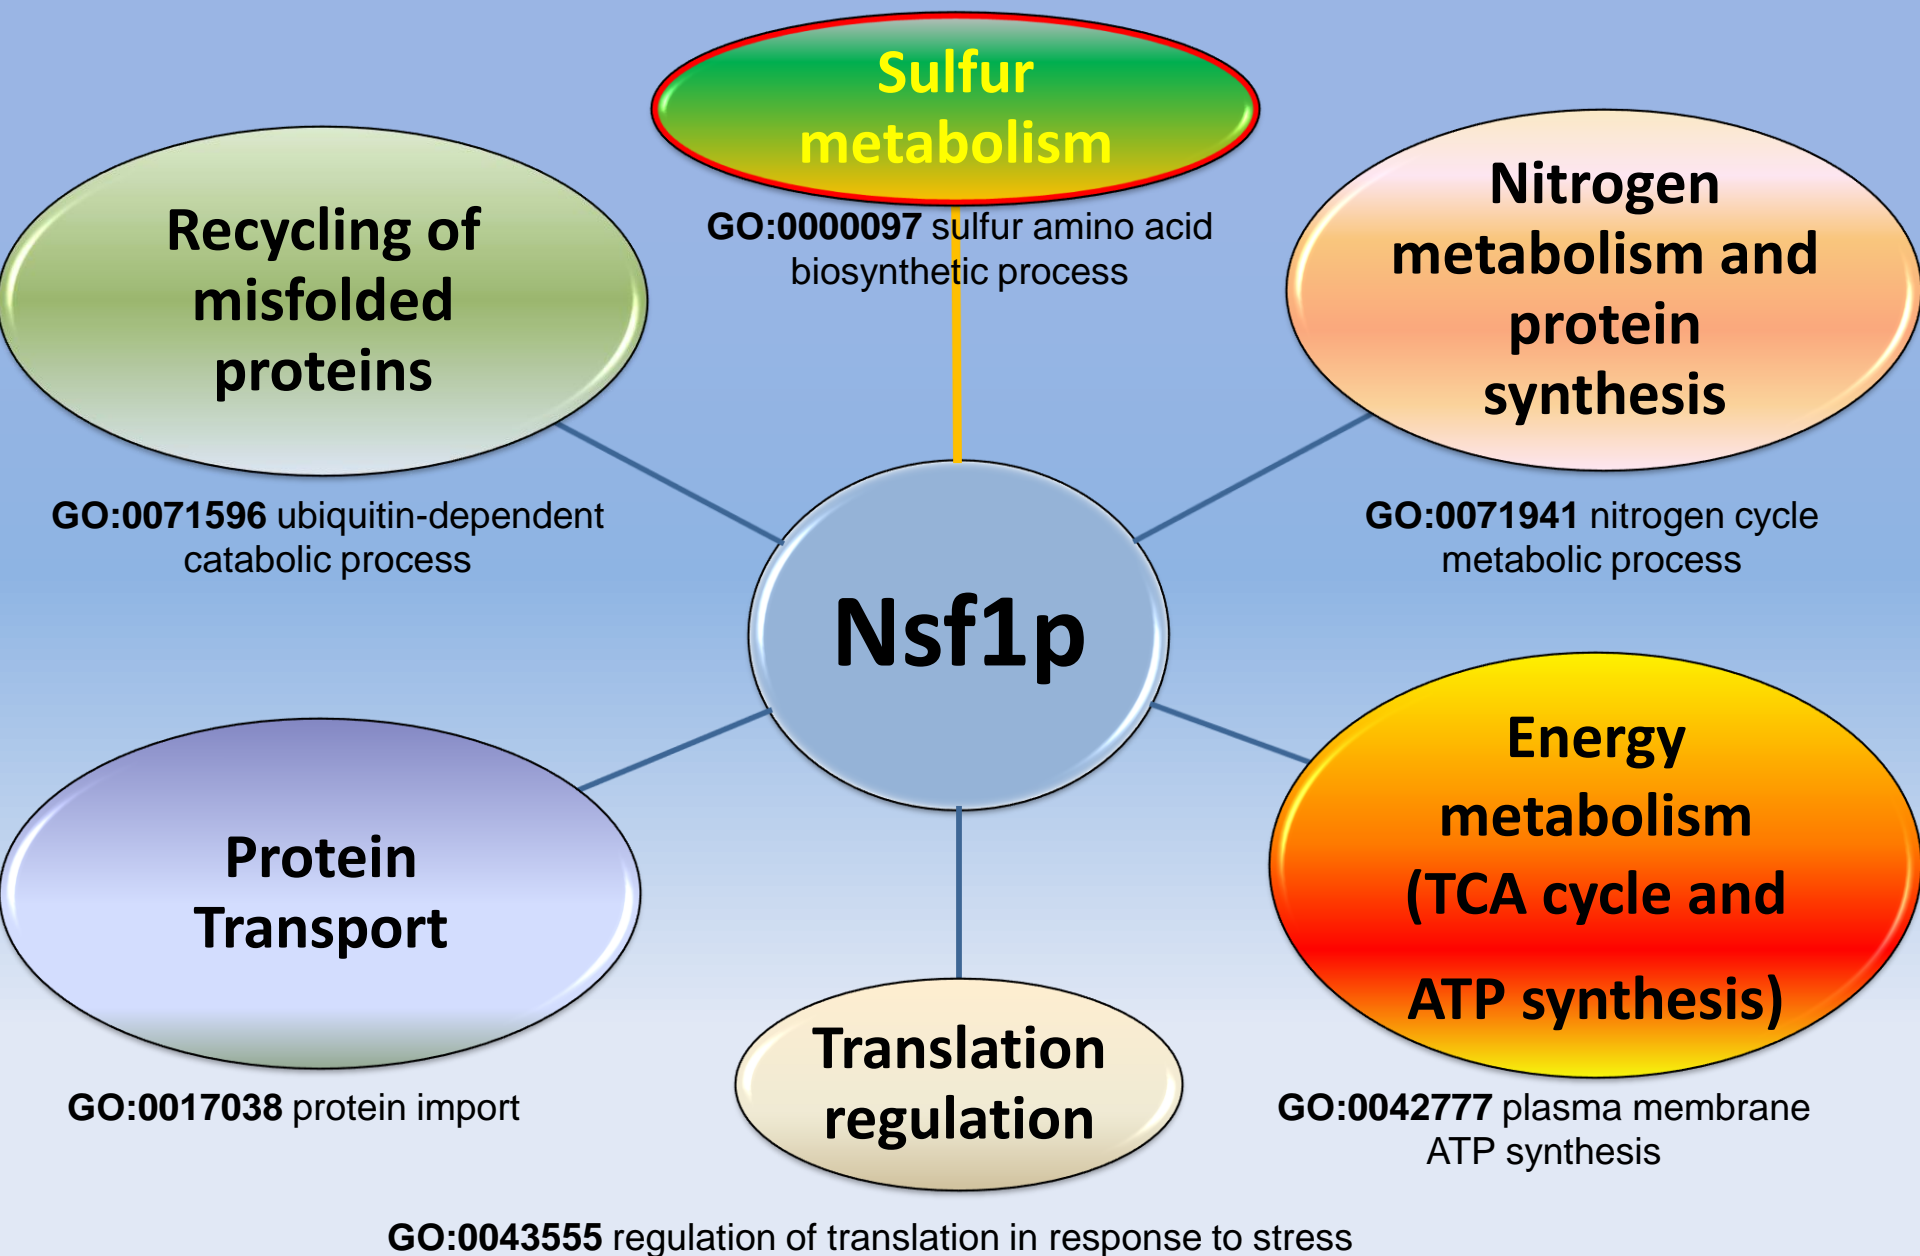 Sulfur
metabolism
GO:0000097 sulfur amino acid
biosynthetic process
Recycling of
misfolded
proteins
GO:0071596 ubiquitin-dependent
catabolic process
Nitrogen
metabolism and
protein
synthesis
GO:0071941 nitrogen cycle
metabolic process
Nsf1p
Protein
Transport
GO:0017038 protein import
Energy
metabolism
(TCA cycle and
ATP synthesis)
GO:0042777 plasma membrane
ATP synthesis
Translation
regulation
GO:0043555 regulation of translation in response to stress